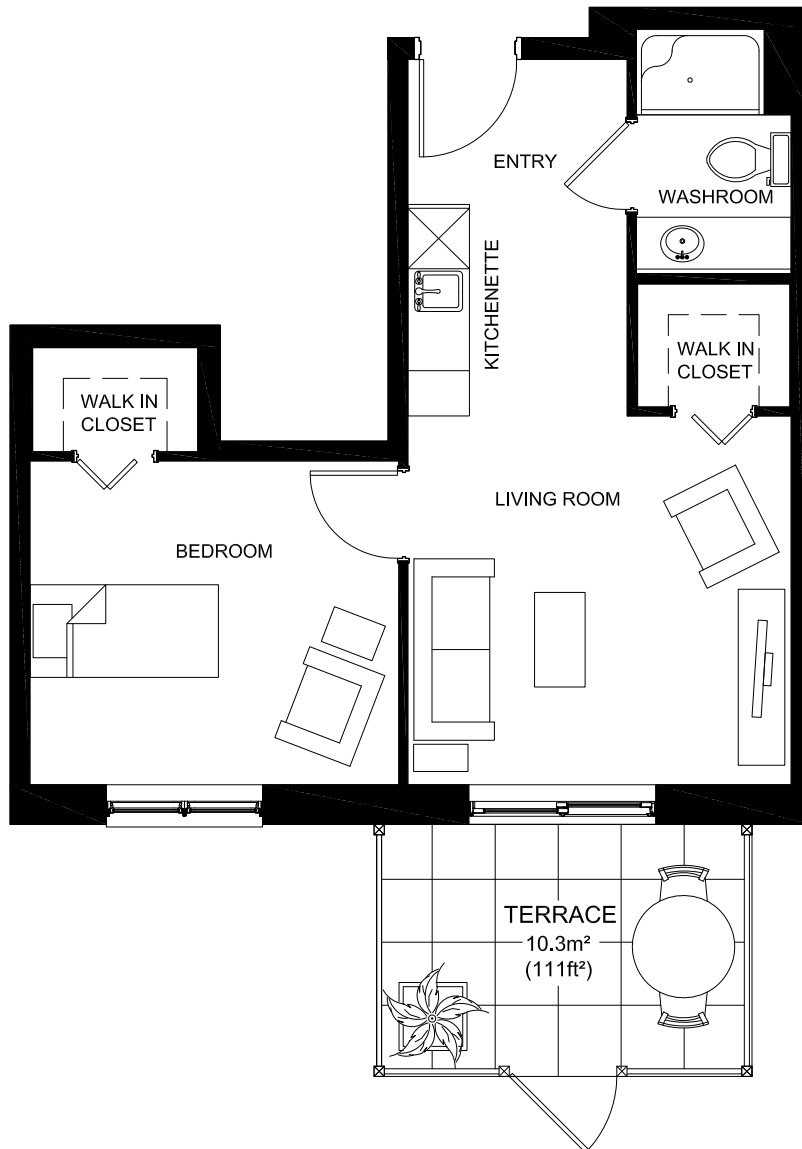 ENTRY
WASHROOM
KITCHENETTE
WALK IN
CLOSET
WALK IN
CLOSET
LIVING ROOM
BEDROOM
TERRACE
10.3m²
(111ft²)